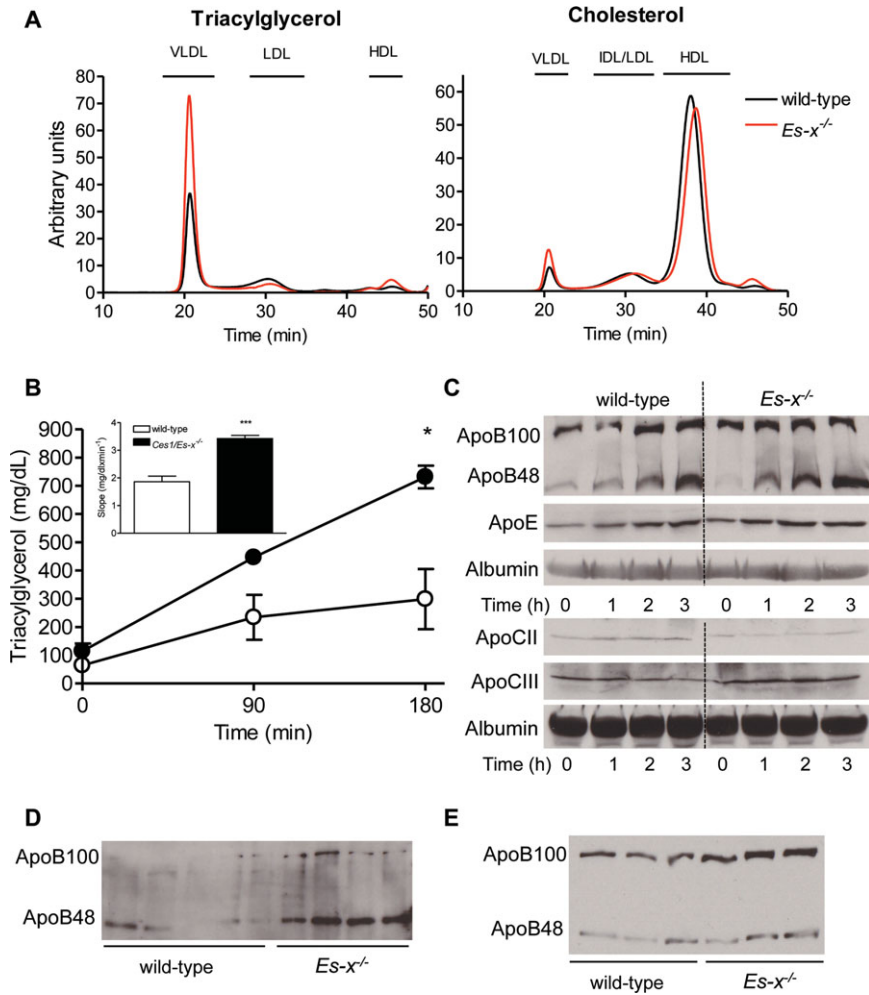 A
Triacylglycerol
Cholesterol
VLDL
LDL
HDL
VLDL
IDL/LDL
HDL
wild-type
Es-x-/-
Arbitrary units
80
70
60
50
40
30
20
10
0
10 20 30 40 50
Time (min)
60
50
40
30
20
10
0
10 20 30 40 50
Time (min)
B
Triacylglycerol (mg/dL)
900
800
700
600
500
400
300
200
100
0
0 90 180
Time (min)
*
wild-type
Ces1/Es-x-/-
***
Slope (mg/dlxmin-1)
4
3
2
1
0
C
wild-type
Es-x-/-
ApoB100
ApoB48
ApoE
Albumin
Time (h) 0 1 2 3 0 1 2 3
ApoCII
ApoCIII
Albumin
Time (h) 0 1 2 3 0 1 2 3
D
ApoB100
ApoB48
wild-type
Es-x-/-
E
ApoB100
ApoB48
wild-type
Es-x-/-